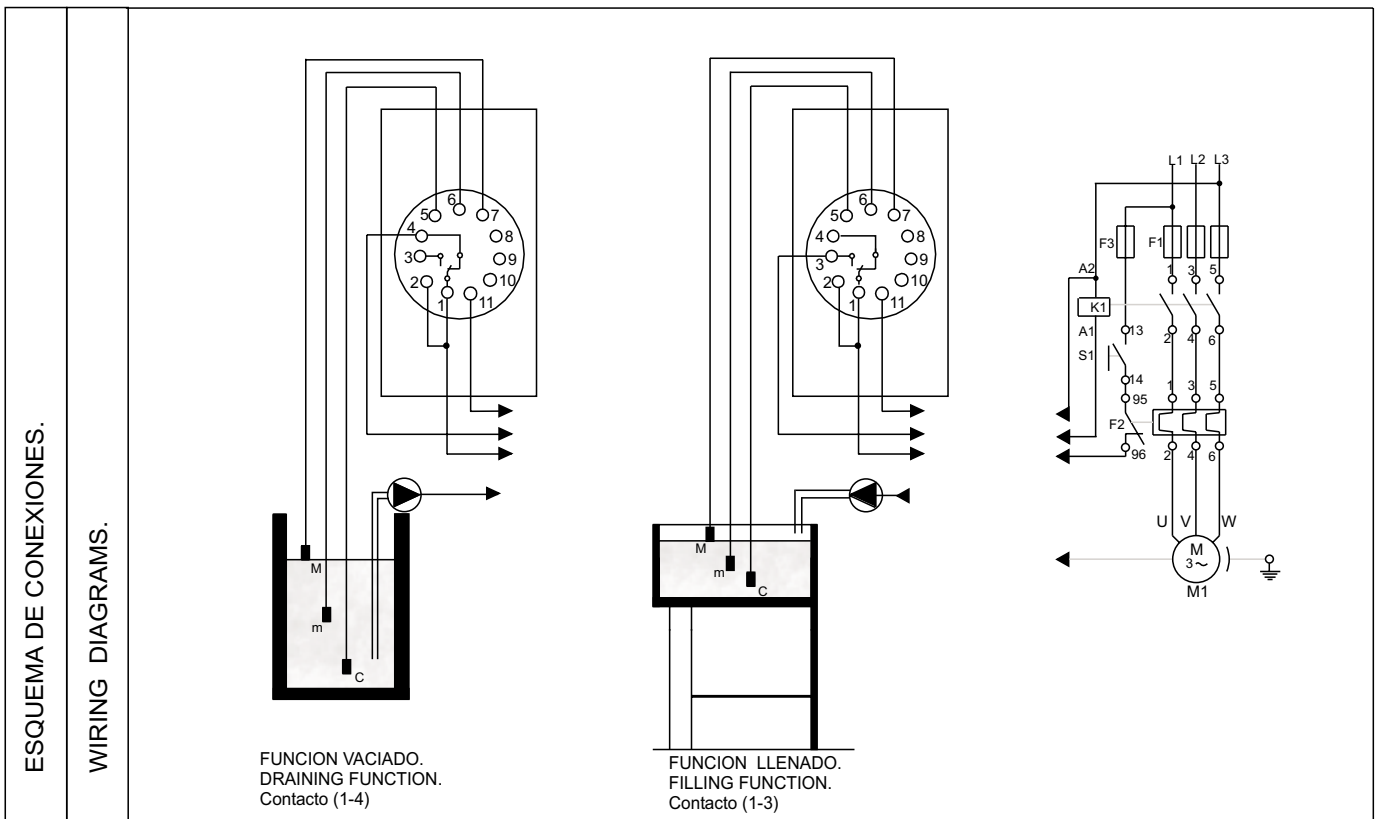 ESQUEMA DE CONEXIONES.
WIRING DIAGRAMS.
6
5
7
4
8
3
9
2
10
1
11
M
m
C
FUNCION VACIADO.
DRAINING FUNCTION.
Contacto (1-4)
6
5
7
4
8
3
9
2
10
1
11
M
m
C
FUNCION LLENADO.
FILLING FUNCTION.
Contacto (1-3)
L1 L2 L3
F3 F1
A2 1 3 5
K1
A1 13 2 4 6
S1
14 1 3 5
95
F2
96 2 4 6
U V W
M
3~
M1